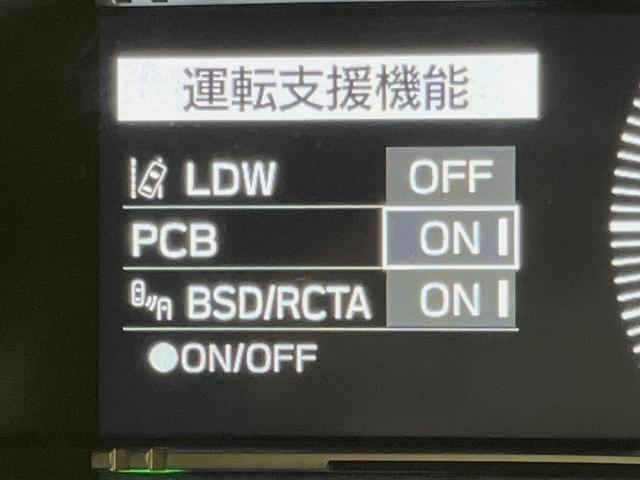 運転支援機能
LDW OFF
PCB ON
BSD/RCTA ON
●ON/OFF